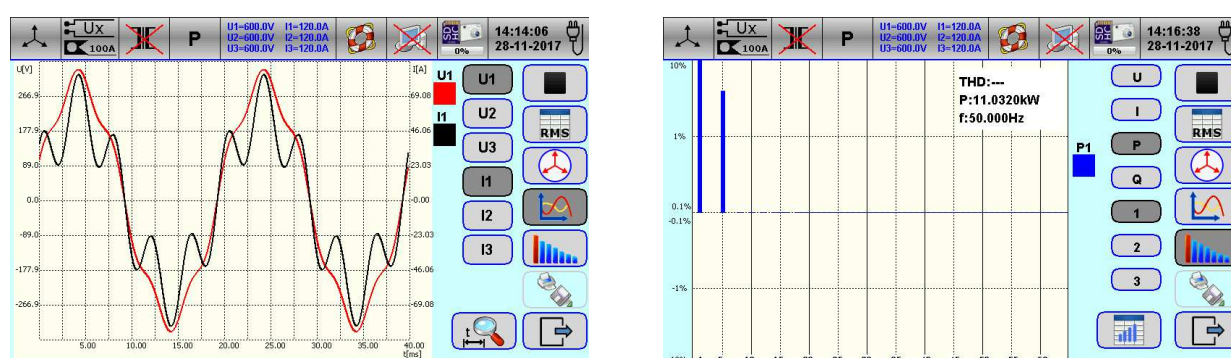 Ux
100A
P
U1=600.0V I1=120.0A
U2=600.0V I2=120.0A
U3=600.0V I3=120.0A
SD HC
0%
14:14:06
28-11-2017
U[V]
I[A]
266.9
177.9
89.0
0.0
-89.0
-177.9
-266.9
69.08
46.06
23.03
-0.00
-23.03
-46.06
-69.08
5.00 10.00 15.00 20.00 25.00 30.00 35.00 40.00
t[ms]
U1
I1
U1
U2
U3
I1
I2
I3
RMS
t
Ux
100A
P
U1=600.0V I1=120.0A
U2=600.0V I2=120.0A
U3=600.0V I3=120.0A
SD HC
0%
14:16:38
28-11-2017
10%
1%
0.1%
-0.1%
-1%
THD:---
P:11.0320kW
f:50.000Hz
P1
U
I
P
Q
1
2
3
RMS